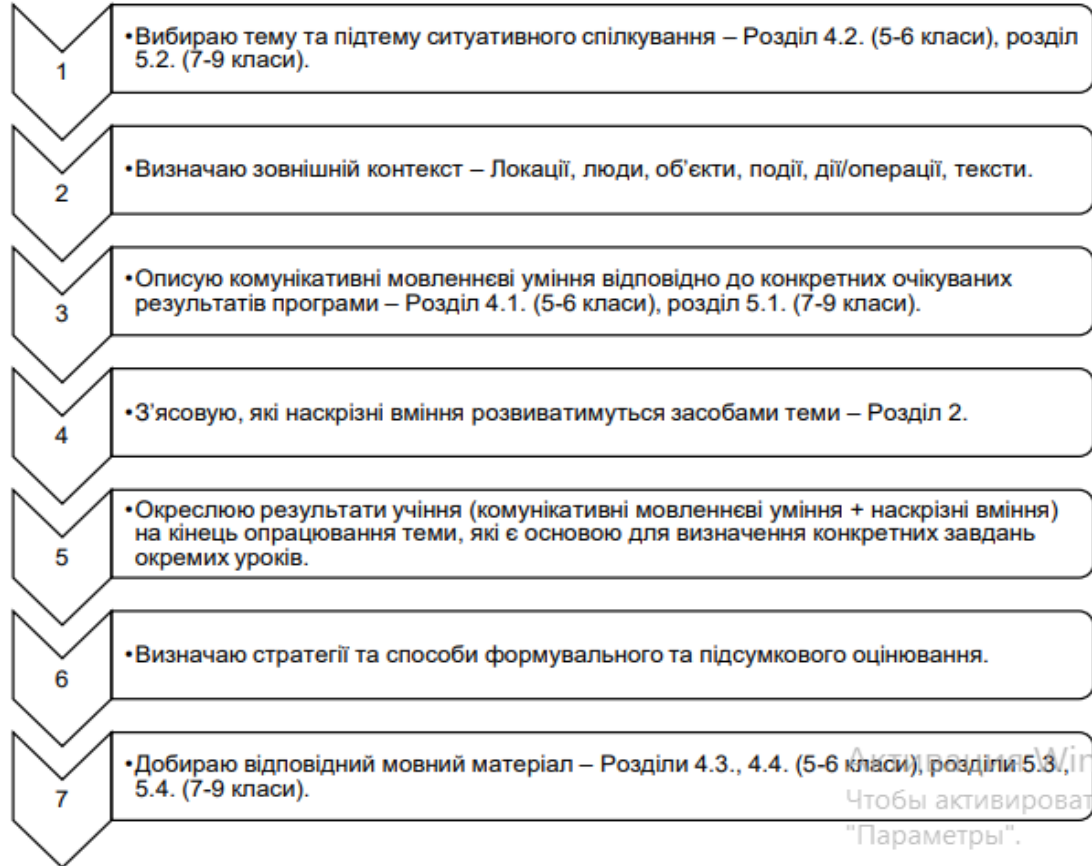 •Вибираю тему та підтему ситуативного спілкування – Розділ 4.2. (5-6 класи), розділ
5.2. (7-9 класи).
1
•Визначаю зовнішній контекст – Локації, люди, об’єкти, події, дії/операції, тексти.
2
•Описую комунікативні мовленнєві уміння відповідно до конкретних очікуваних
результатів програми – Розділ 4.1. (5-6 класи), розділ 5.1. (7-9 класи).
3
•З’ясовую, які наскрізні вміння розвиватимуться засобами теми – Розділ 2.
4
•Окреслюю результати учіння (комунікативні мовленнєві уміння + наскрізні вміння)
на кінець опрацювання теми, які є основою для визначення конкретних завдань
окремих уроків.
5
•Визначаю стратегії та способи формувального та підсумкового оцінювання.
6
•Добираю відповідний мовний матеріал – Розділи 4.3., 4.4. (5-6 класи), розділи 5.3.,
5.4. (7-9 класи).
7
Активация Win
Чтобы активироват
"Параметры".